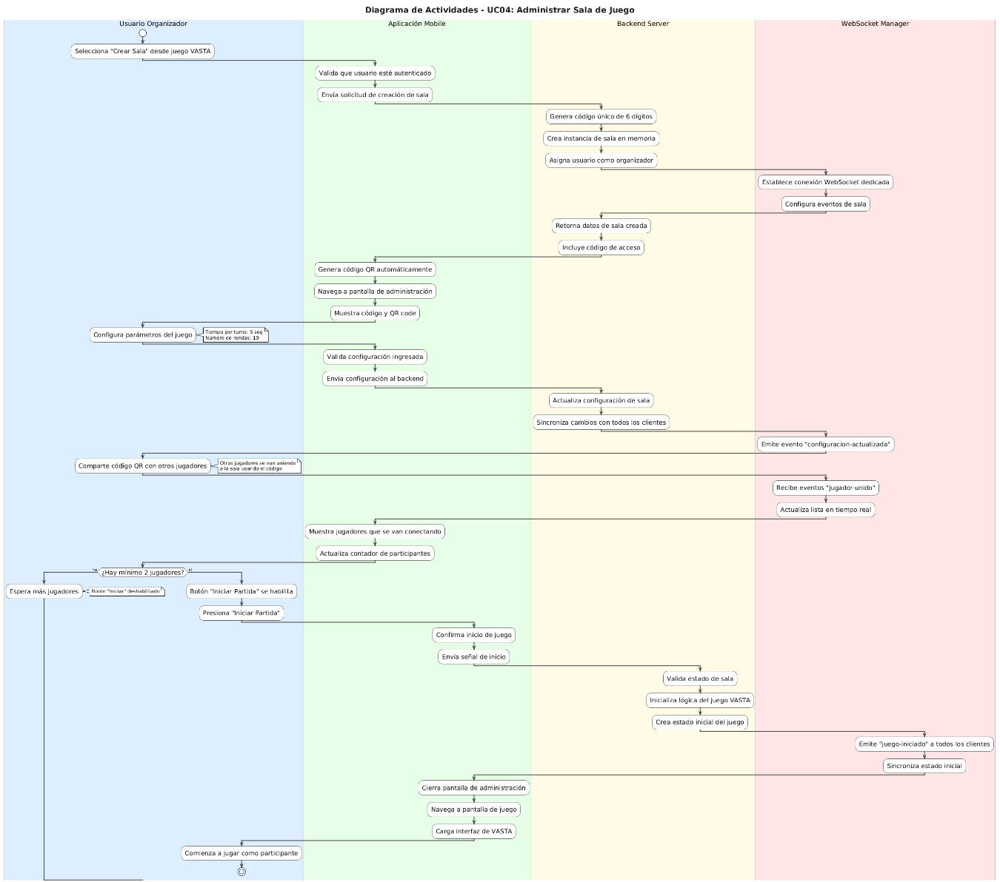 Diagrama de Actividades - UC04: Administrar Sala de Juego
Usuario Organizador
Aplicación Mobile
Backend Server
WebSocket Manager
Selecciona "Crear Sala" desde juego VASTA
Valida que usuario esté autenticado
Envía solicitud de creación de sala
Genera código único de 6 dígitos
Crea instancia de sala en memoria
Asigna usuario como organizador
Establece conexión WebSocket dedicada
Configura eventos de sala
Retorna datos de sala creada
Incluye código de acceso
Genera código QR automáticamente
Navega a pantalla de administración
Muestra código y QR code
Configura parámetros del juego
Tiempo por turno: 5 seg
Número de rondas: 10
Valida configuración ingresada
Envía configuración al backend
Actualiza configuración de sala
Sincroniza cambios con todos los clientes
Emite evento "configuracion-actualizada"
Comparte código QR con otros jugadores
Otros jugadores se van uniendo
a la sala usando el código
Recibe eventos "jugador-unido"
Actualiza lista en tiempo real
Muestra jugadores que se van conectando
Actualiza contador de participantes
no
¿Hay mínimo 2 jugadores?
Espera más jugadores
Botón "Iniciar" deshabilitado
Botón "Iniciar Partida" se habilita
Presiona "Iniciar Partida"
Confirma inicio de juego
Envía señal de inicio
Valida estado de sala
Inicializa lógica del juego VASTA
Crea estado inicial del juego
Emite "juego-iniciado" a todos los clientes
Sincroniza estado inicial
Cierra pantalla de administración
Navega a pantalla de juego
Carga interfaz de VASTA
Comienza a jugar como participante